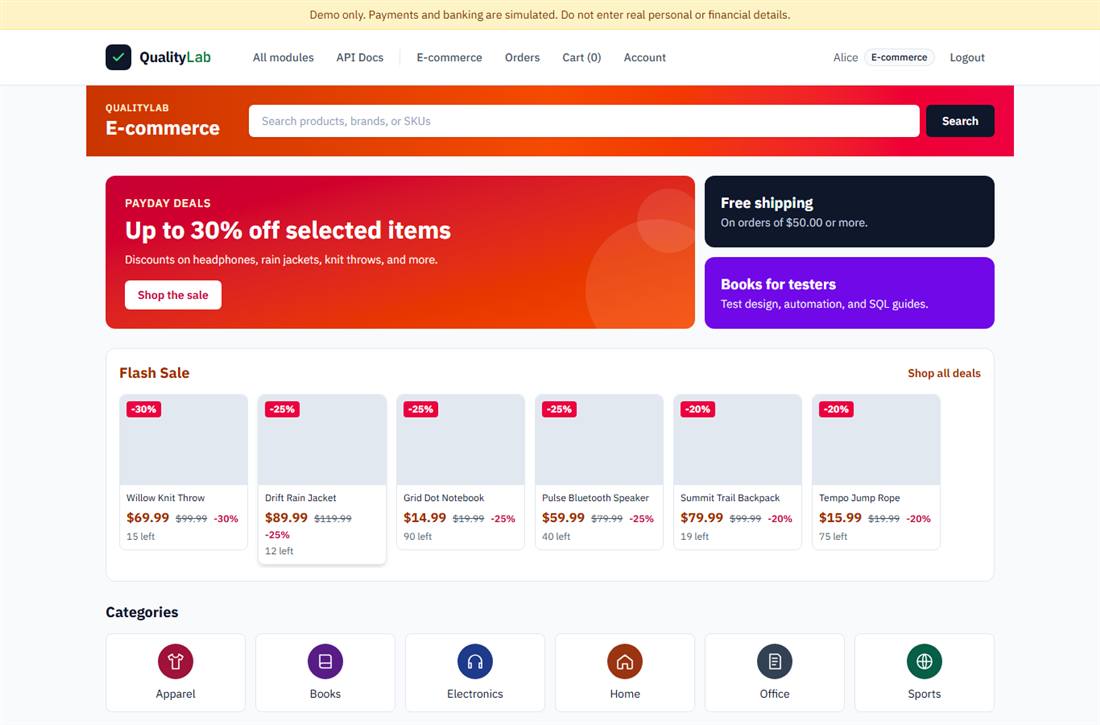 Demo only. Payments and banking are simulated. Do not enter real personal or financial details.
QualityLab
All modules
API Docs
E-commerce
Orders
Cart (0)
Account
Alice
E-commerce
Logout
QUALITYLAB
E-commerce
Search products, brands, or SKUs
Search
PAYDAY DEALS
Up to 30% off selected items
Discounts on headphones, rain jackets, knit throws, and more.
Shop the sale
Free shipping
On orders of $50.00 or more.
Books for testers
Test design, automation, and SQL guides.
Flash Sale
Shop all deals
-30%
Willow Knit Throw
$69.99 $99.99 -30%
15 left
-25%
Drift Rain Jacket
$89.99 $119.99
-25%
12 left
-25%
Grid Dot Notebook
$14.99 $19.99 -25%
90 left
-25%
Pulse Bluetooth Speaker
$59.99 $79.99 -25%
40 left
-20%
Summit Trail Backpack
$79.99 $99.99 -20%
19 left
-20%
Tempo Jump Rope
$15.99 $19.99 -20%
75 left
Categories
Apparel
Books
Electronics
Home
Office
Sports